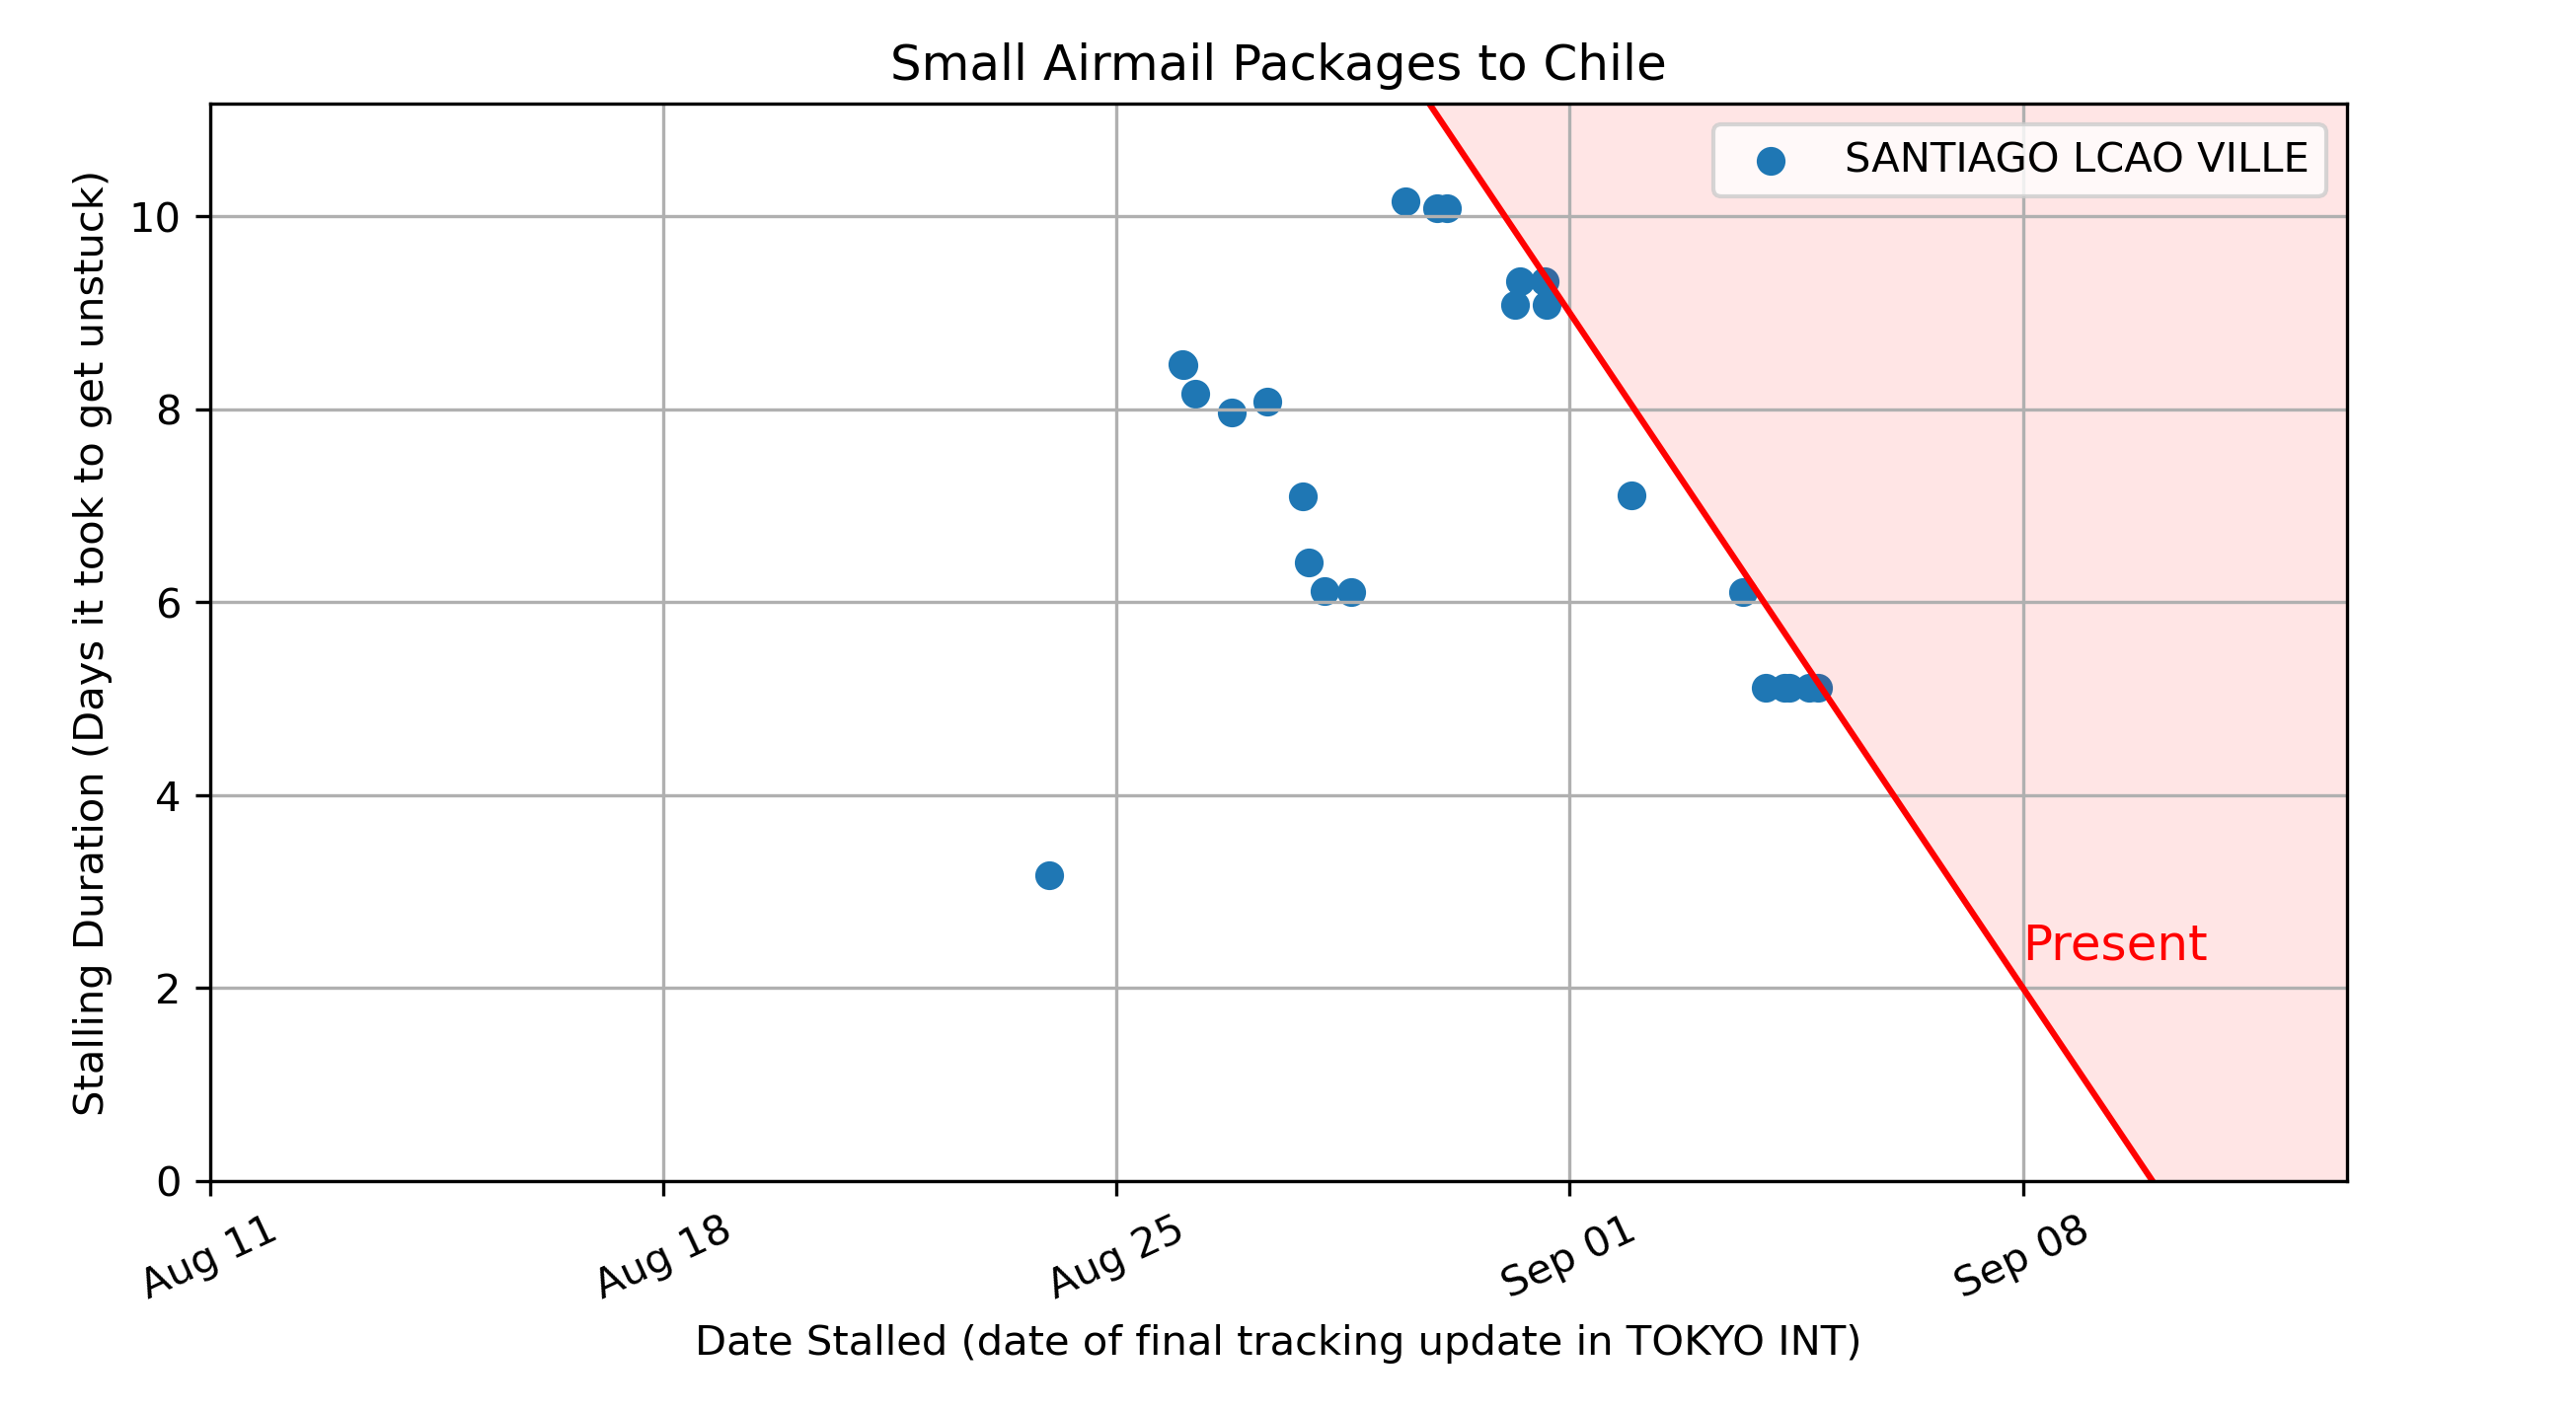 Small Airmail Packages to Chile
SANTIAGO LCAO VILLE
Stalling Duration (Days it took to get unstuck)
10
8
6
4
2
0
Present
Aug 11
Aug 18
Aug 25
Sep 01
Sep 08
Date Stalled (date of final tracking update in TOKYO INT)